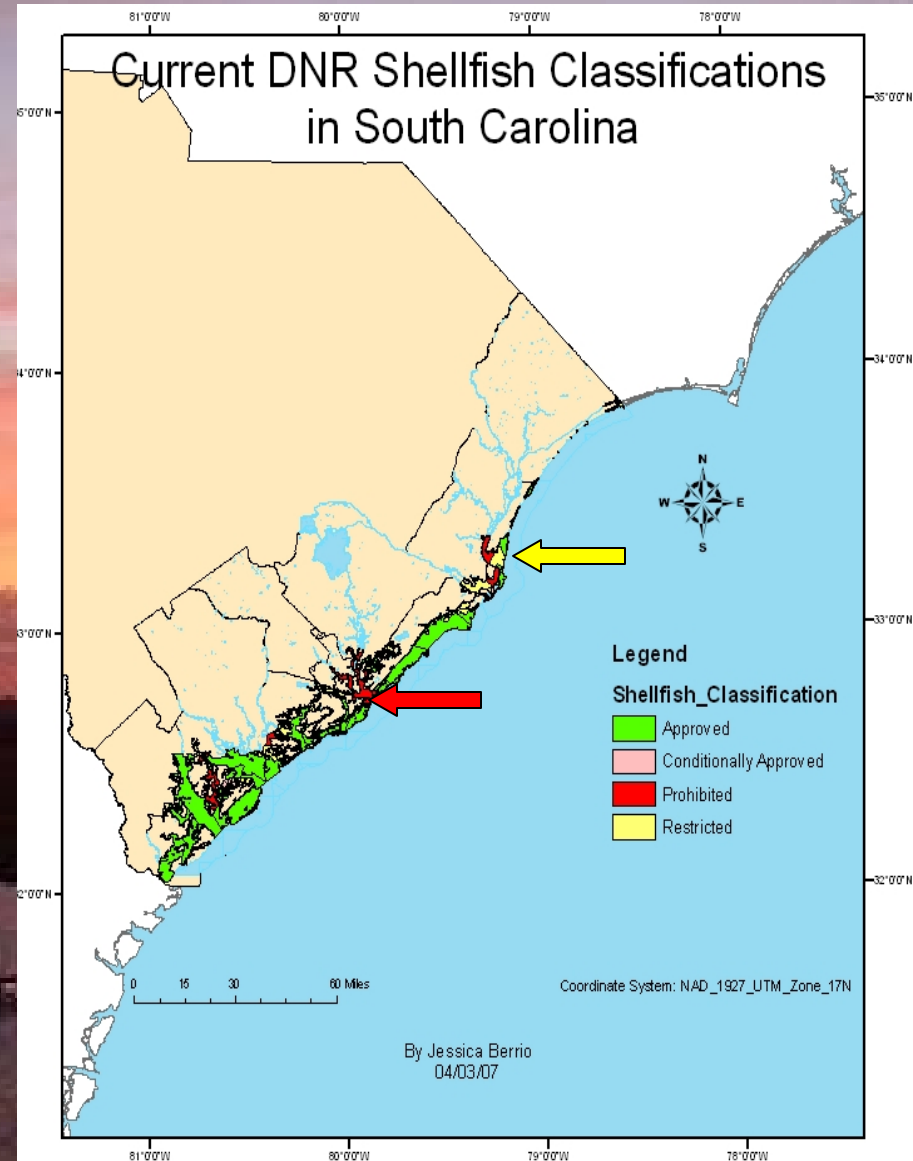 81°0'0"W 80°0'0"W 79°0'0"W 78°0'0"W
Current DNR Shellfish Classifications
in South Carolina
35°0'0"N
34°0'0"N
N
W E
S
33°0'0"N
Legend
Shellfish_Classification
Approved
Conditionally Approved
Prohibited
Restricted
32°0'0"N
0 15 30 60 Miles
Coordinate System: NAD_1927_UTM_Zone_17N
By Jessica Berrio
04/03/07
81°0'0"W 80°0'0"W 79°0'0"W 78°0'0"W